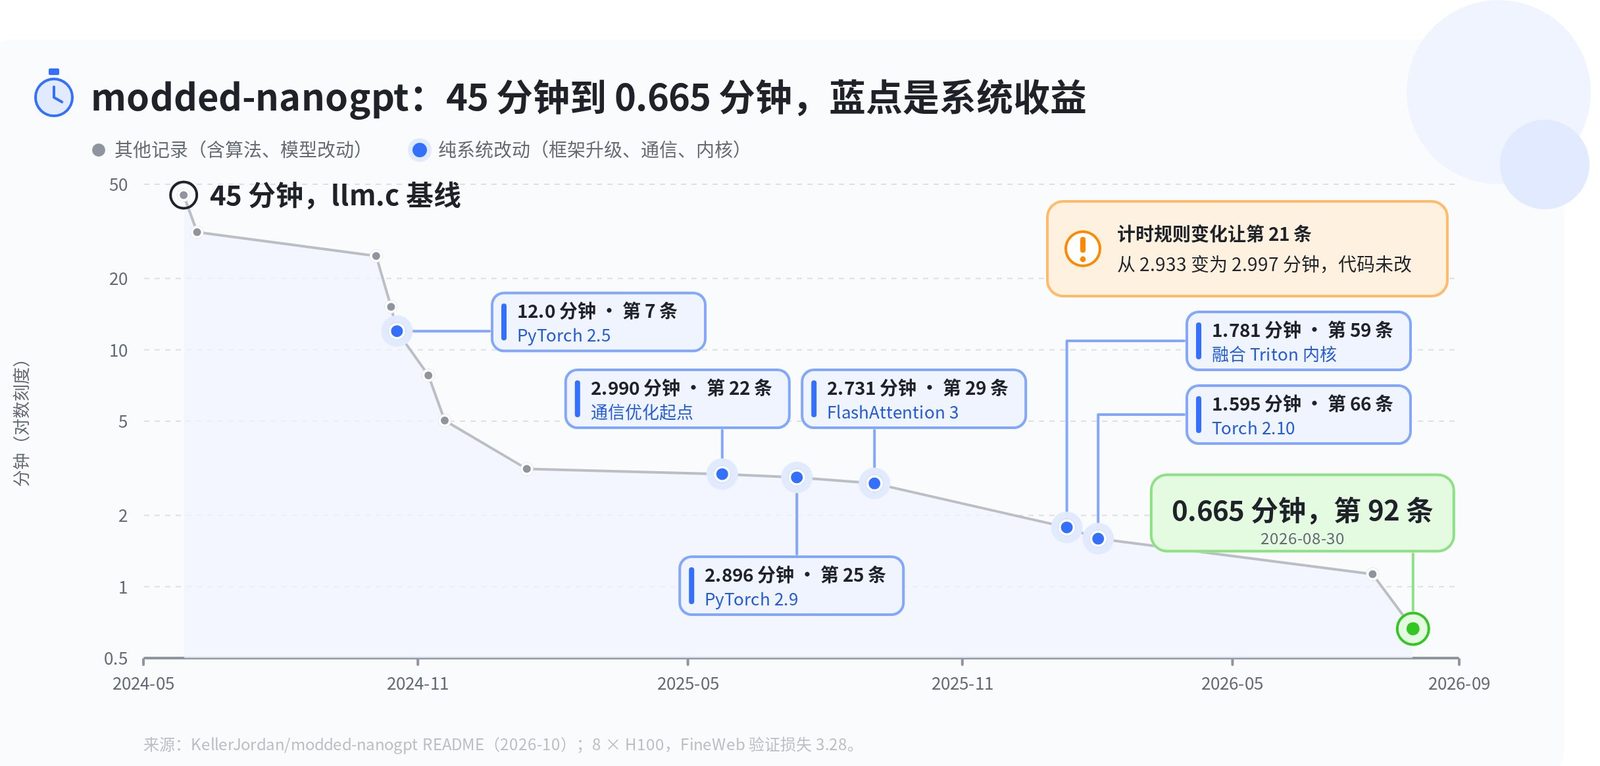 modded-nanogpt：45 分钟到 0.665 分钟，蓝点是系统收益
其他记录（含算法、模型改动）
纯系统改动（框架升级、通信、内核）
分钟（对数刻度）
50
20
10
5
2
1
0.5
45 分钟，llm.c 基线
计时规则变化让第 21 条
从 2.933 变为 2.997 分钟，代码未改
12.0 分钟 · 第 7 条
PyTorch 2.5
2.990 分钟 · 第 22 条
通信优化起点
2.731 分钟 · 第 29 条
FlashAttention 3
2.896 分钟 · 第 25 条
PyTorch 2.9
1.781 分钟 · 第 59 条
融合 Triton 内核
1.595 分钟 · 第 66 条
Torch 2.10
0.665 分钟，第 92 条
2026-08-30
2024-05
2024-11
2025-05
2025-11
2026-05
2026-09
来源：KellerJordan/modded-nanogpt README（2026-10）；8 × H100，FineWeb 验证损失 3.28。